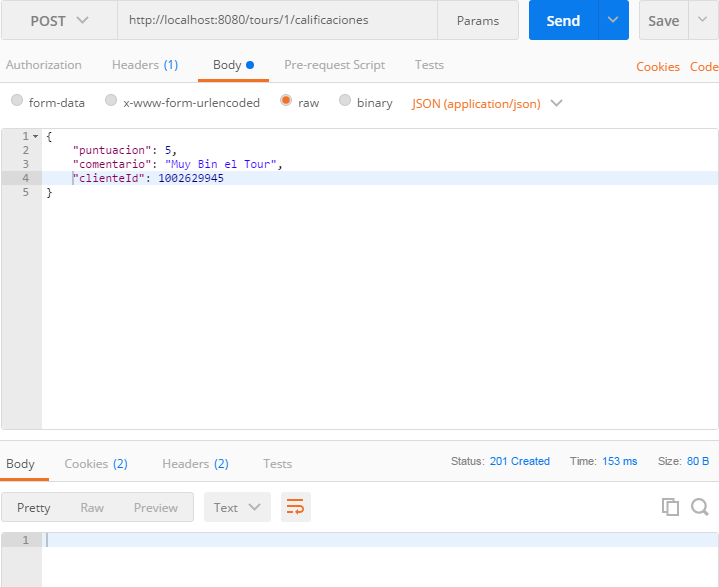 POST http://localhost:8080/tours/1/calificaciones Params Send Save
Authorization Headers (1) Body Pre-request Script Tests Cookies Code
form-data x-www-form-urlencoded raw binary JSON (application/json)
1 {
2 "puntuacion": 5,
3 "comentario": "Muy Bin el Tour",
4 "clienteId": 1002629945
5 }
Body Cookies (2) Headers (2) Tests Status: 201 Created Time: 153 ms Size: 80 B
Pretty Raw Preview Text
1